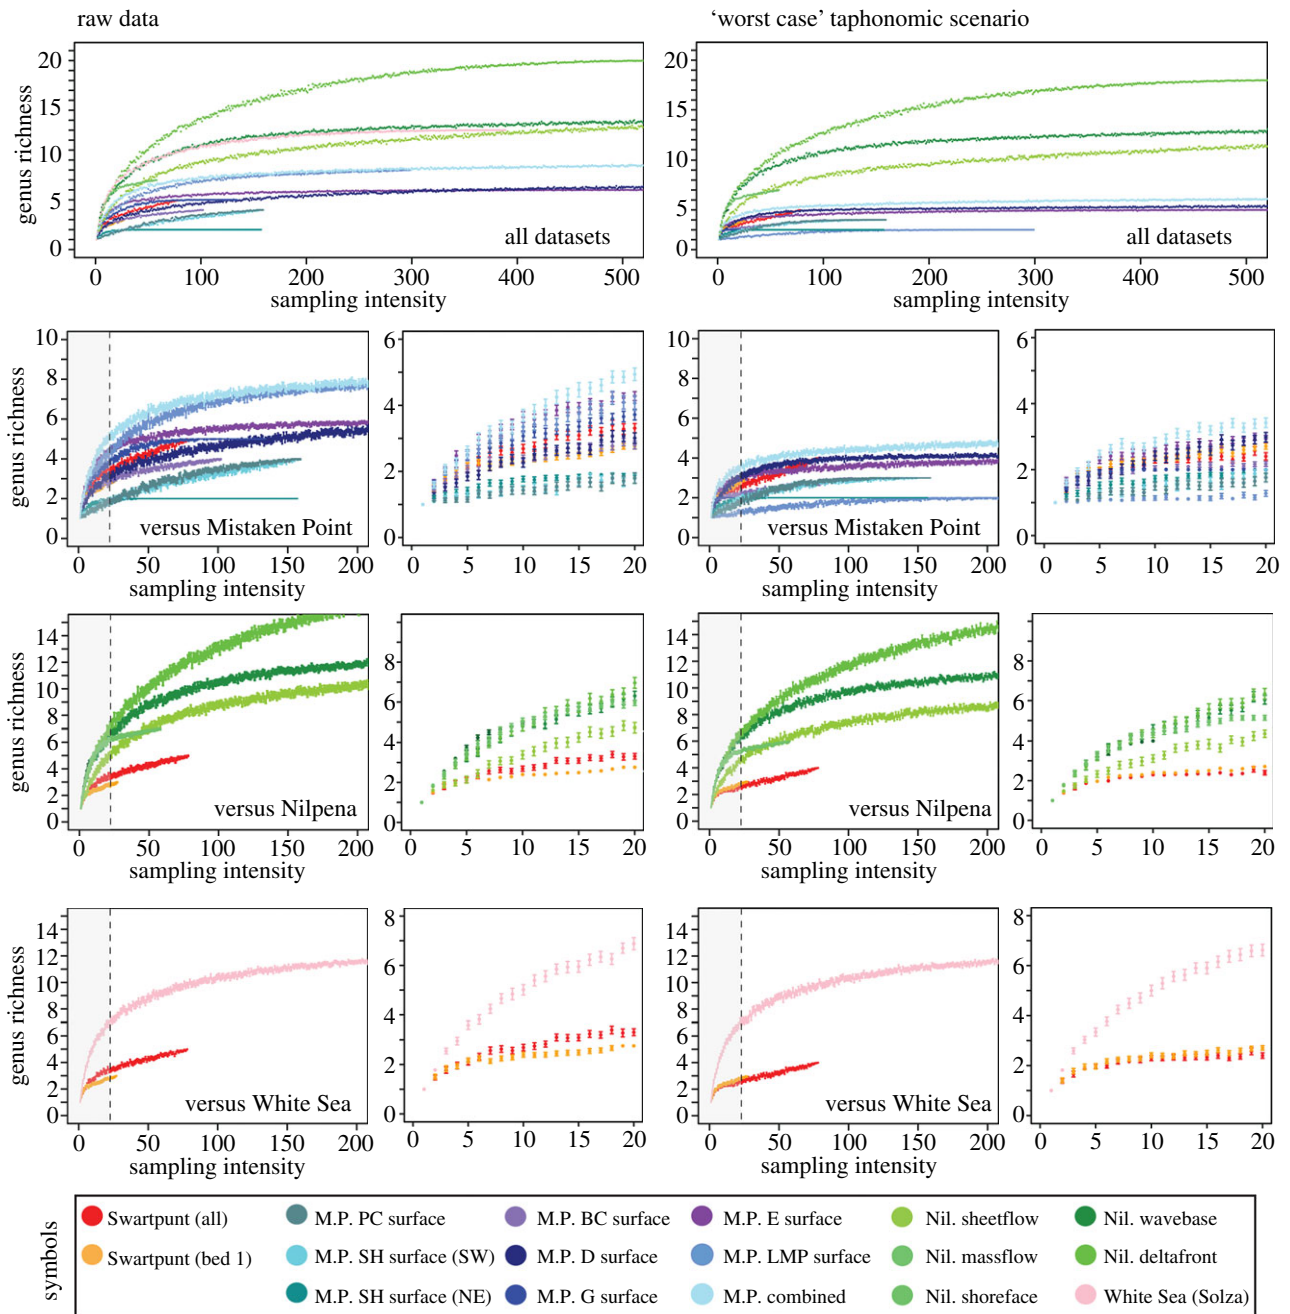 raw data
'worst case' taphonomic scenario
genus richness
20
15
10
5
0
all datasets
0 100 200 300 400 500
sampling intensity
20
15
10
5
0
all datasets
0 100 200 300 400 500
sampling intensity
genus richness
10
8
6
4
2
0
versus Mistaken Point
0 50 100 150 200
sampling intensity
6
4
2
0
0 5 10 15 20
10
8
6
4
2
0
versus Mistaken Point
0 50 100 150 200
sampling intensity
6
4
2
0
0 5 10 15 20
genus richness
14
12
10
8
6
4
2
0
versus Nilpena
0 50 100 150 200
sampling intensity
8
6
4
2
0
0 5 10 15 20
14
12
10
8
6
4
2
0
versus Nilpena
0 50 100 150 200
sampling intensity
8
6
4
2
0
0 5 10 15 20
genus richness
14
12
10
8
6
4
2
0
versus White Sea
0 50 100 150 200
sampling intensity
8
6
4
2
0
0 5 10 15 20
14
12
10
8
6
4
2
0
versus White Sea
0 50 100 150 200
sampling intensity
8
6
4
2
0
0 5 10 15 20
symbols
Swartpunt (all)
Swartpunt (bed 1)
M.P. PC surface
M.P. SH surface (SW)
M.P. SH surface (NE)
M.P. BC surface
M.P. D surface
M.P. G surface
M.P. E surface
M.P. LMP surface
M.P. combined
Nil. sheetflow
Nil. massflow
Nil. shoreface
Nil. wavebase
Nil. deltafront
White Sea (Solza)